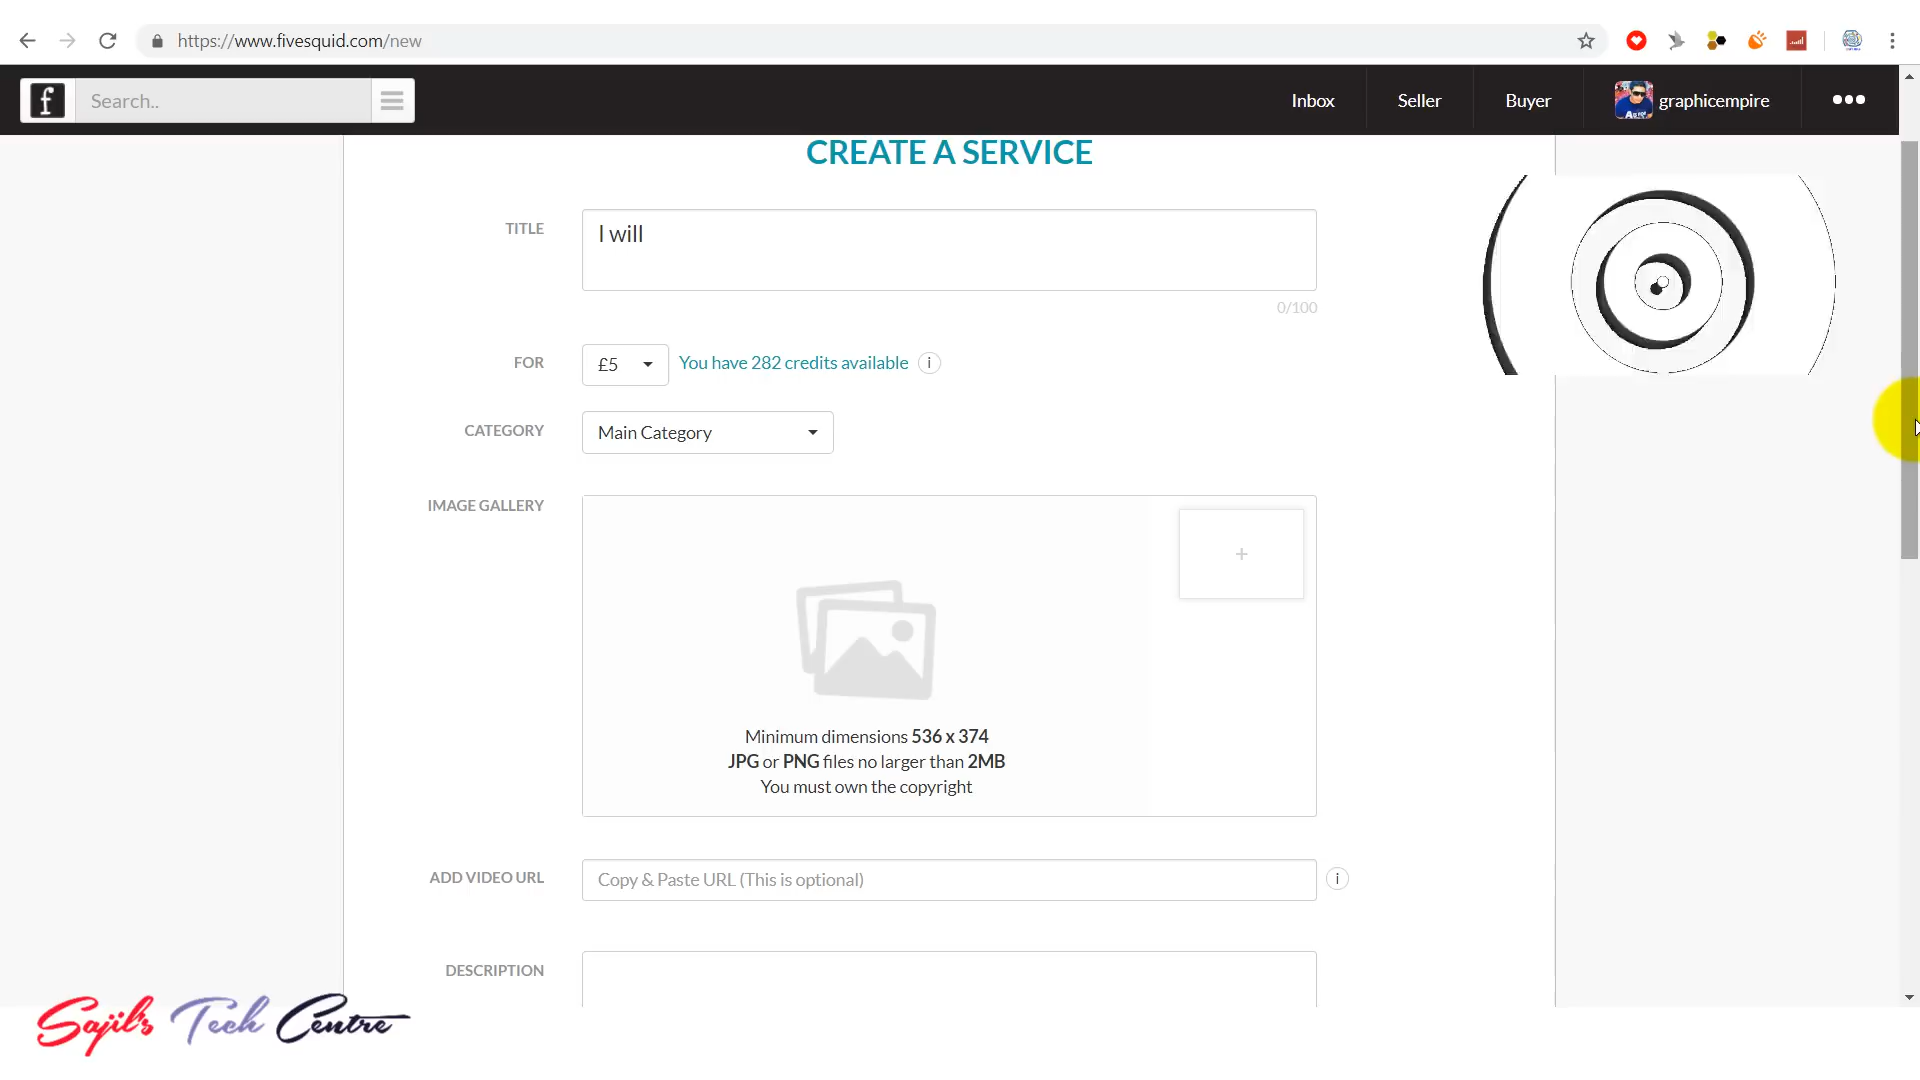 https://www.fivesquid.com/new
f
Search..
Inbox
Seller
Buyer
graphicempire
CREATE A SERVICE
TITLE
I will
0/100
FOR
£5
You have 282 credits available
i
CATEGORY
Main Category
IMAGE GALLERY
+
Minimum dimensions 536 x 374
JPG or PNG files no larger than 2MB
You must own the copyright
ADD VIDEO URL
Copy & Paste URL (This is optional)
i
DESCRIPTION
Sajil's Tech Centre